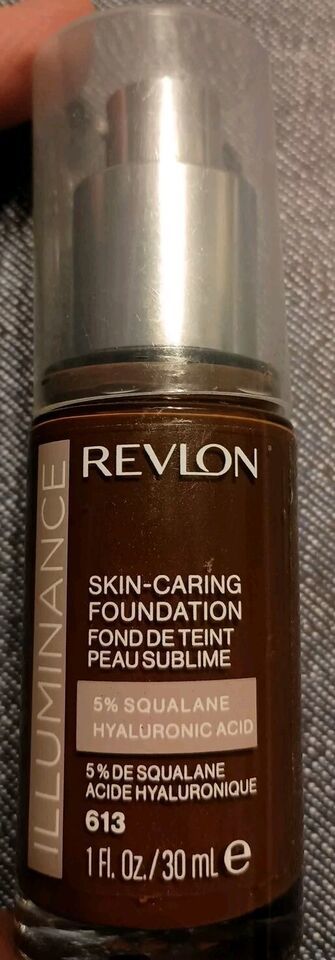 ILLUMINANCE
REVLON
SKIN-CARING
FOUNDATION
FOND DE TEINT
PEAU SUBLIME
5% SQUALANE
HYALURONIC ACID
5% DE SQUALANE
ACIDE HYALURONIQUE
613
1 Fl. Oz./30 mL e